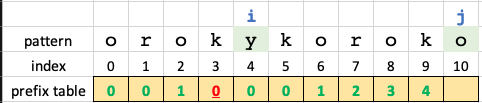 i j
pattern o r o k y k o r o k o
index 0 1 2 3 4 5 6 7 8 9 10
prefix table 0 0 1 0 0 0 1 2 3 4